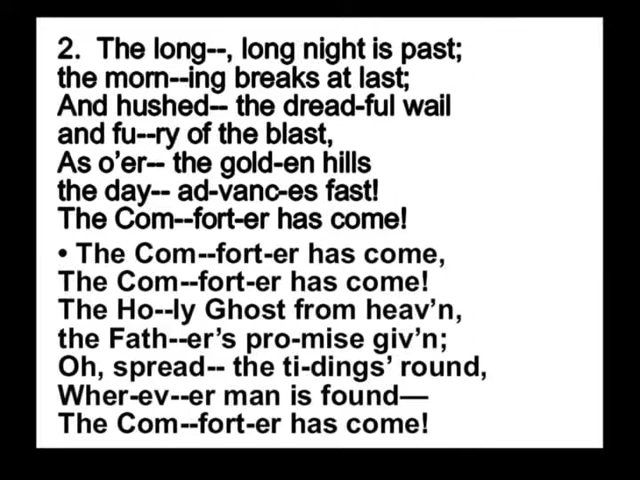 2.  The long--, long night is past;
the morn--ing breaks at last;
And hushed-- the dread-ful wail
and fu--ry of the blast,
As o’er-- the gold-en hills
the day-- ad-vanc-es fast!
The Com--fort-er has come!
• The Com--fort-er has come,
The Com--fort-er has come!
The Ho--ly Ghost from heav’n,
the Fath--er’s pro-mise giv’n;
Oh, spread-- the ti-dings’ round,
Wher-ev--er man is found—
The Com--fort-er has come!